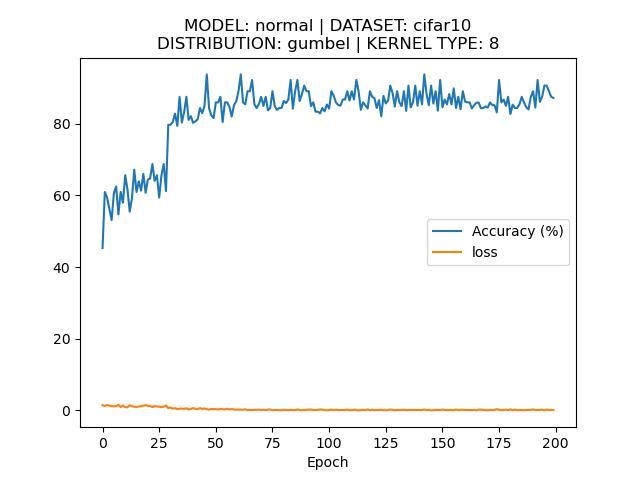 MODEL: normal | DATASET: cifar10
DISTRIBUTION: gumbel | KERNEL TYPE: 8
80
60
40
20
0
Accuracy (%)
loss
0 25 50 75 100 125 150 175 200
Epoch